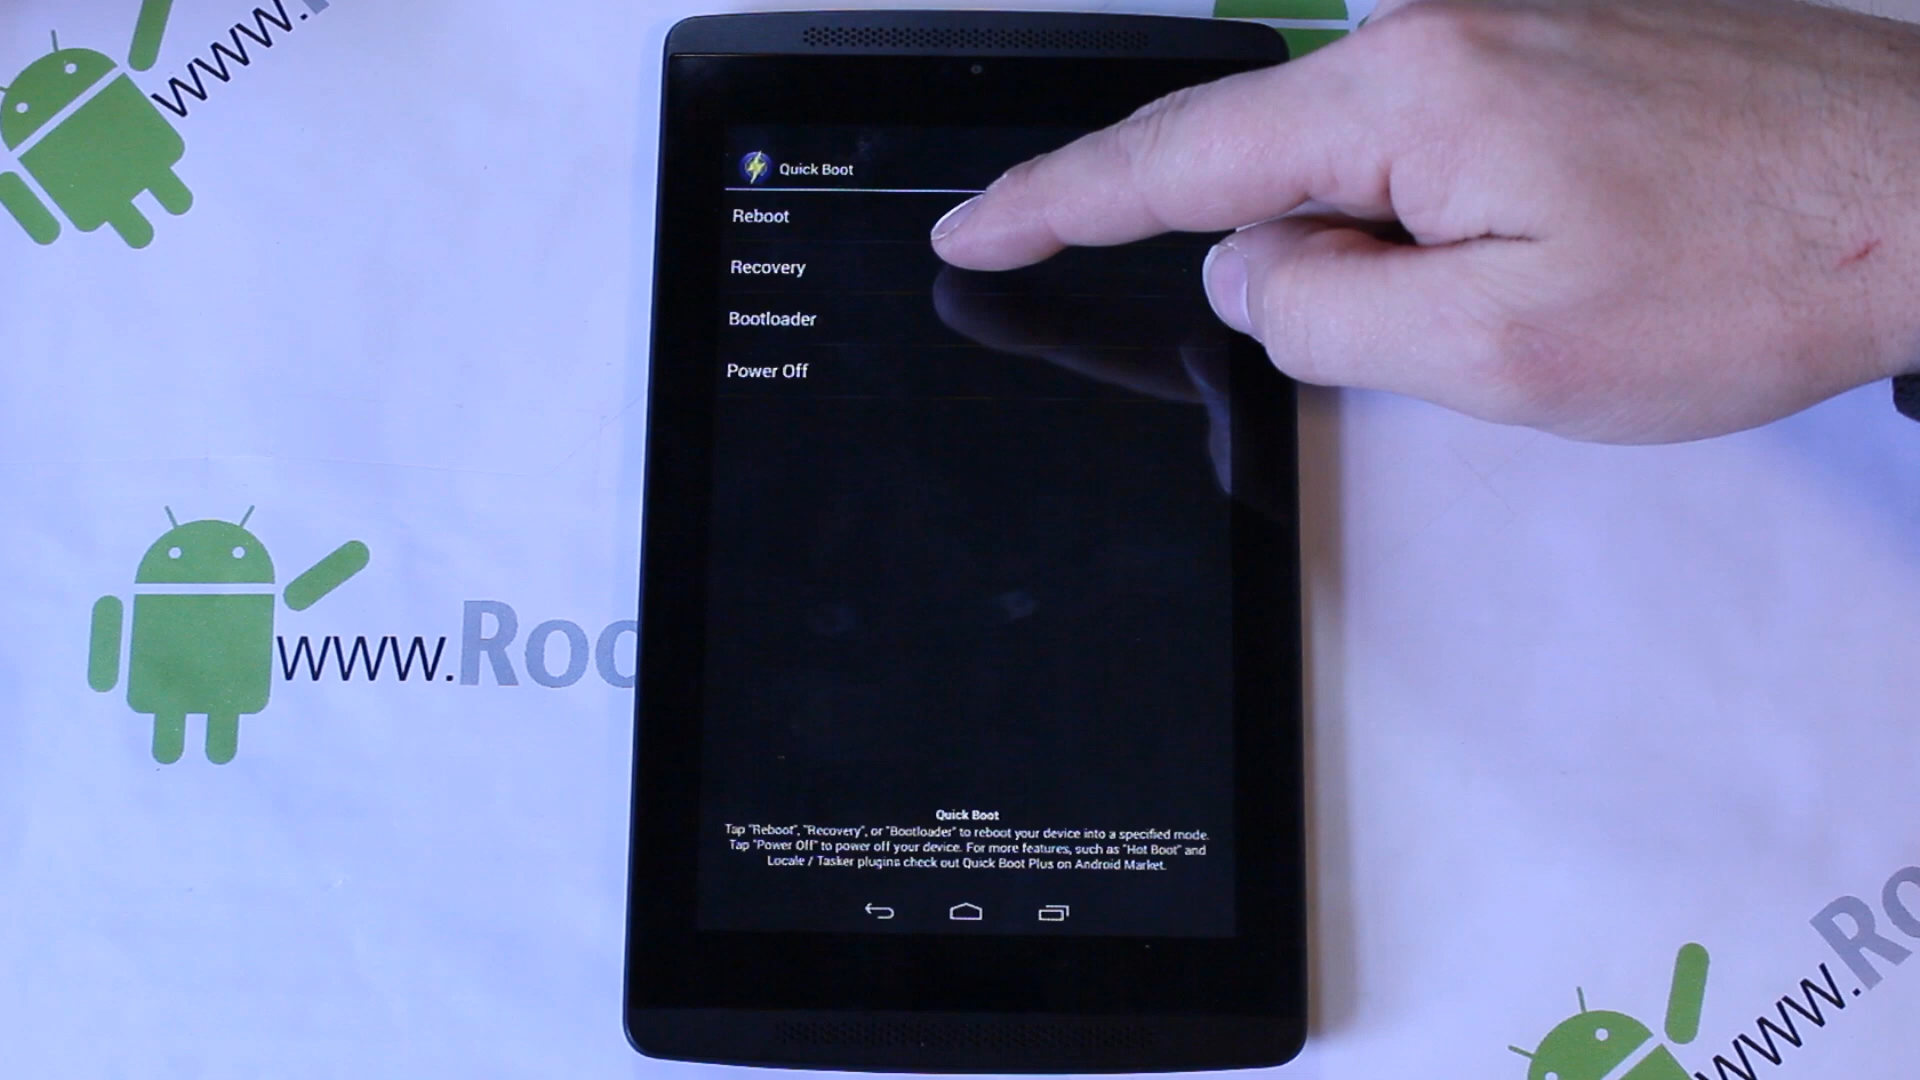 www.
Quick Boot
Reboot
Recovery
Bootloader
Power Off
www.Roo
Quick Boot
Tap "Reboot", "Recovery", or "Bootloader" to reboot your device into a specified mode.
Tap "Power Off" to power off your device. For more features, such as "Hot Boot" and
Locale / Tasker plugins check out Quick Boot Plus on Android Market.
www.Ro